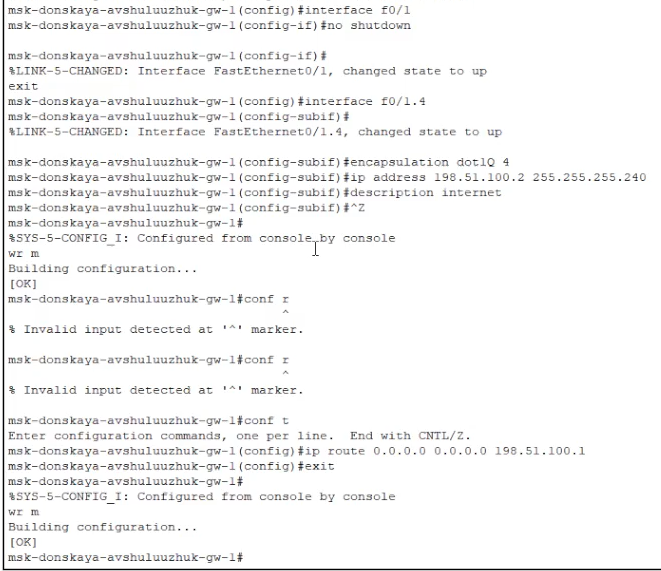 msk-donskaya-avshuluuzhuk-gw-1(config)#interface f0/1
msk-donskaya-avshuluuzhuk-gw-1(config-if)#no shutdown
msk-donskaya-avshuluuzhuk-gw-1(config-if)#
%LINK-5-CHANGED: Interface FastEthernet0/1, changed state to up
exit
msk-donskaya-avshuluuzhuk-gw-1(config)#interface f0/1.4
msk-donskaya-avshuluuzhuk-gw-1(config-subif)#
%LINK-5-CHANGED: Interface FastEthernet0/1.4, changed state to up
msk-donskaya-avshuluuzhuk-gw-1(config-subif)#encapsulation dot1Q 4
msk-donskaya-avshuluuzhuk-gw-1(config-subif)#ip address 198.51.100.2 255.255.255.240
msk-donskaya-avshuluuzhuk-gw-1(config-subif)#description internet
msk-donskaya-avshuluuzhuk-gw-1(config-subif)#^Z
msk-donskaya-avshuluuzhuk-gw-1#
%SYS-5-CONFIG_I: Configured from console by console
wr m
Building configuration...
[OK]
msk-donskaya-avshuluuzhuk-gw-1#conf r
^
% Invalid input detected at '^' marker.
msk-donskaya-avshuluuzhuk-gw-1#conf r
^
% Invalid input detected at '^' marker.
msk-donskaya-avshuluuzhuk-gw-1#conf t
Enter configuration commands, one per line. End with CNTL/Z.
msk-donskaya-avshuluuzhuk-gw-1(config)#ip route 0.0.0.0 0.0.0.0 198.51.100.1
msk-donskaya-avshuluuzhuk-gw-1(config)#exit
msk-donskaya-avshuluuzhuk-gw-1#
%SYS-5-CONFIG_I: Configured from console by console
wr m
Building configuration...
[OK]
msk-donskaya-avshuluuzhuk-gw-1#